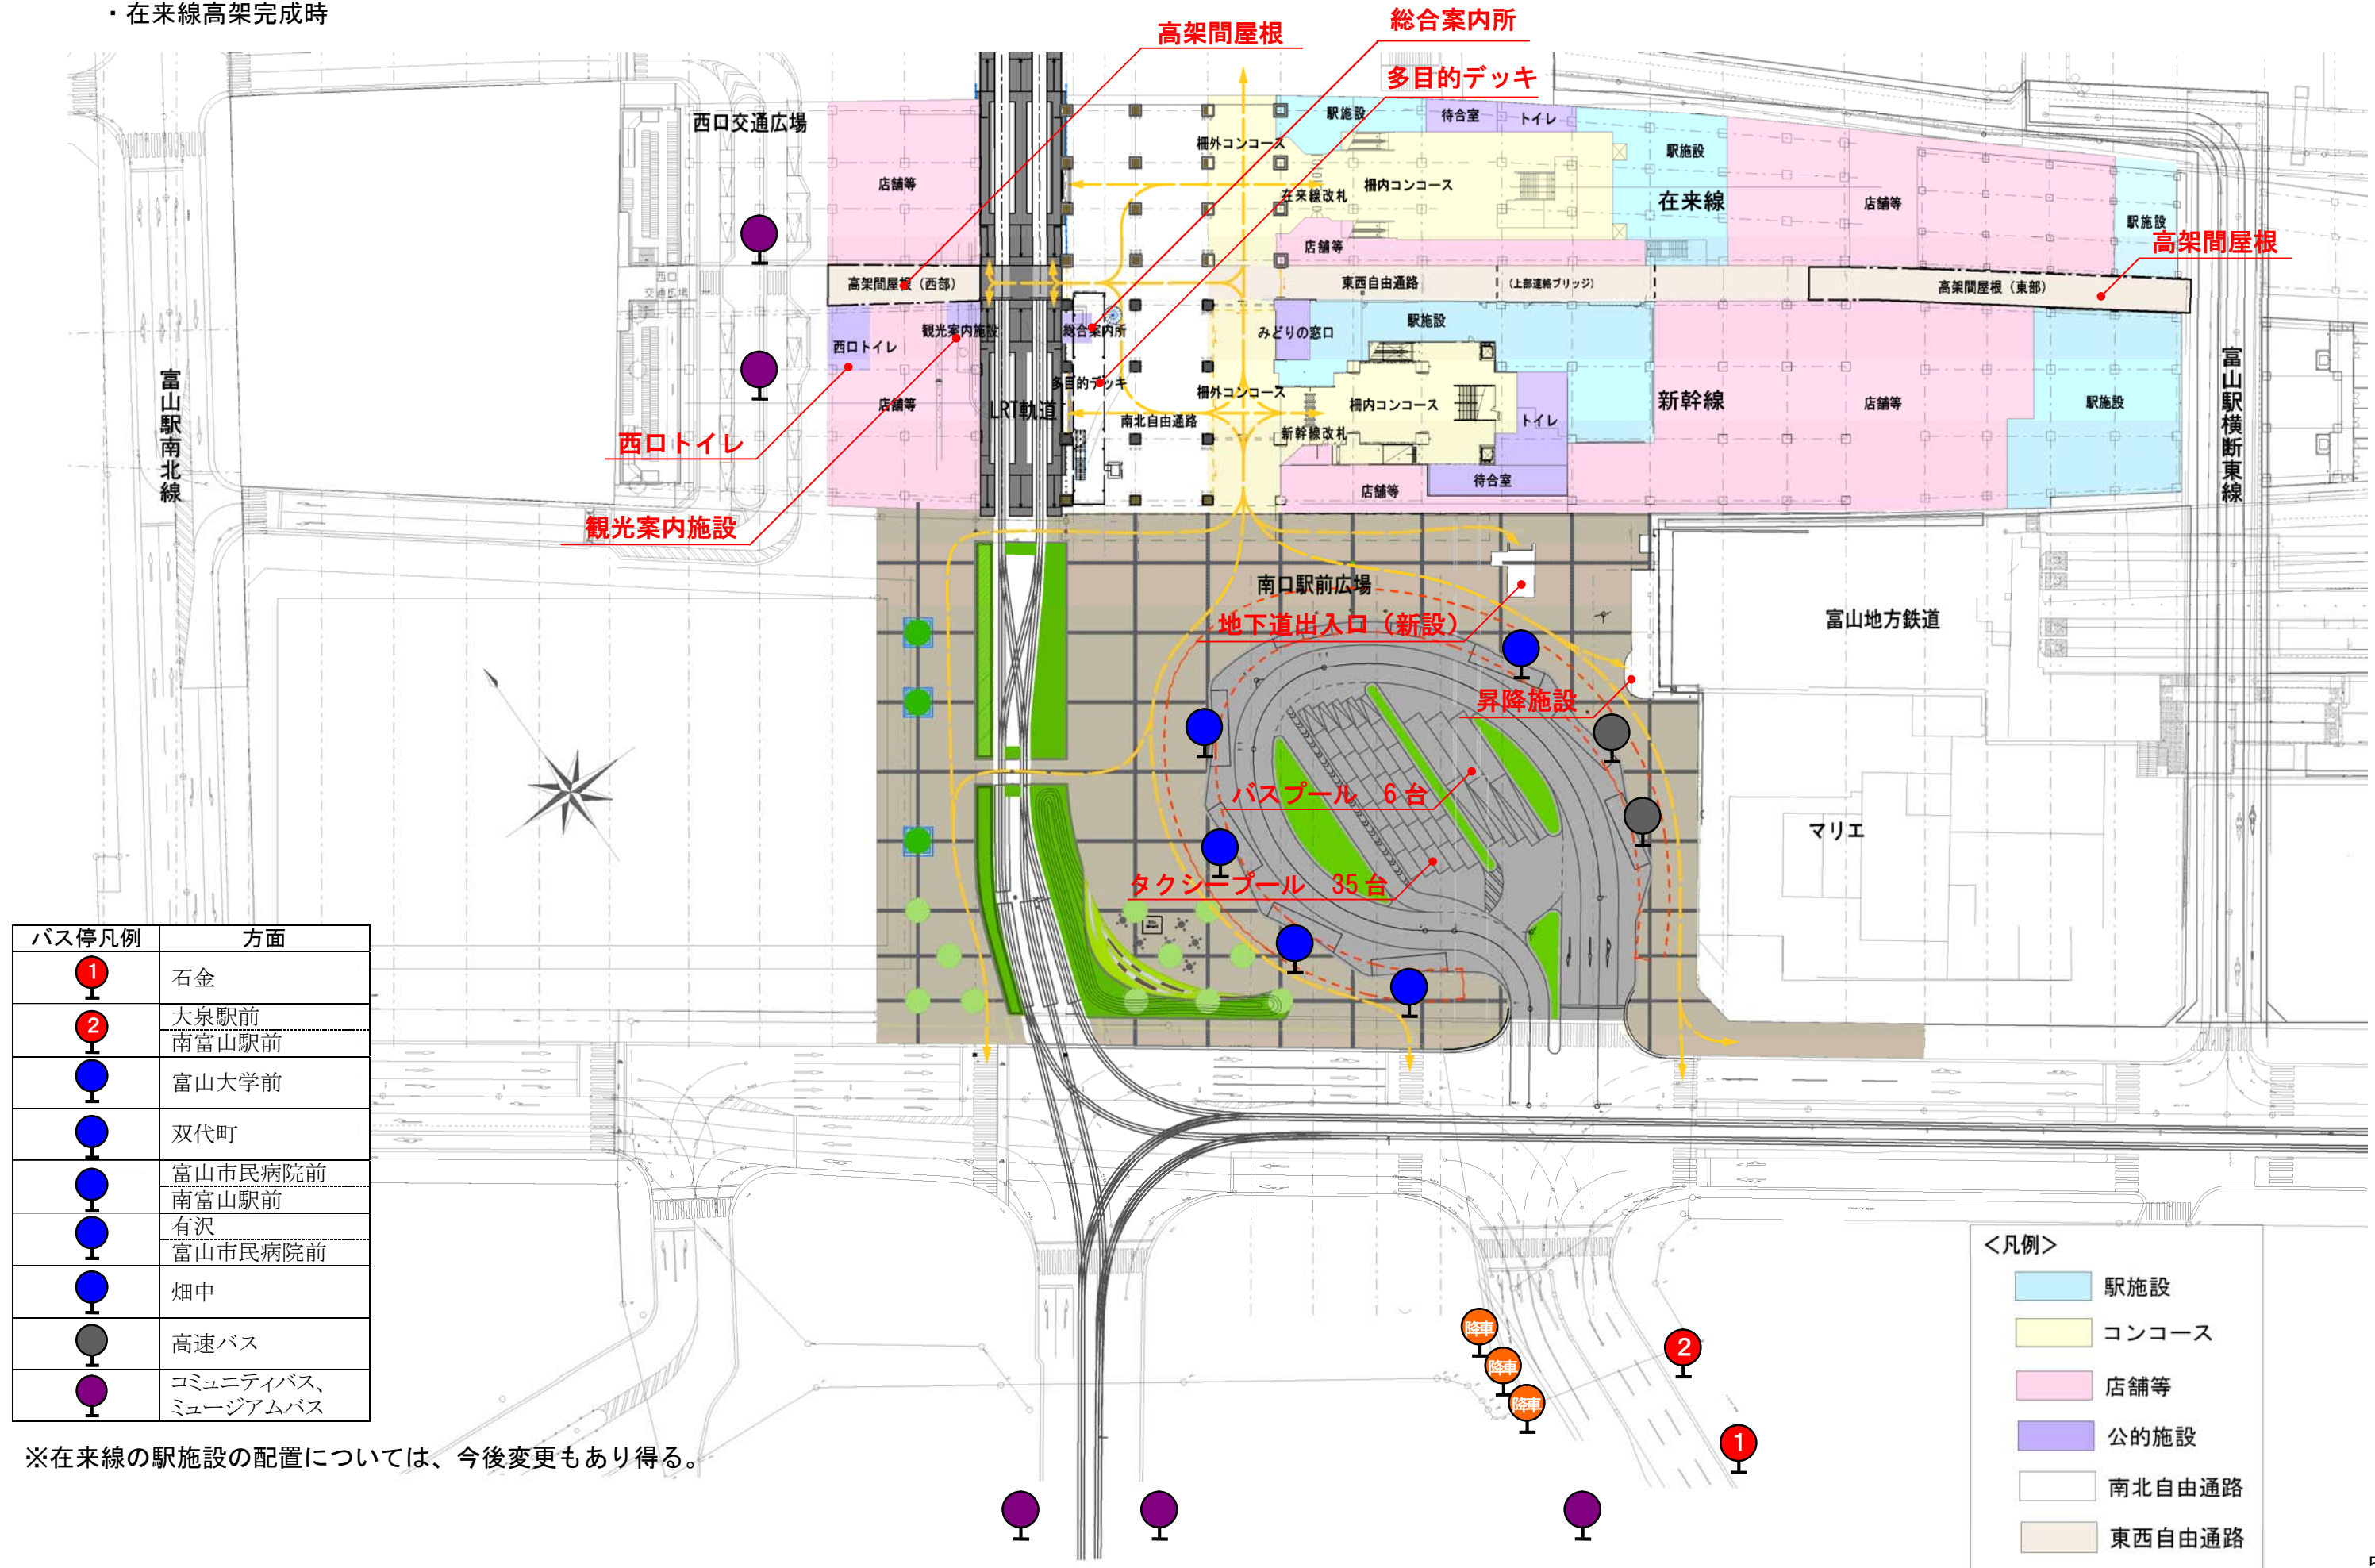 ・在来線高架完成時
高架間屋根
総合案内所
多目的デッキ
西口交通広場
店舗等
柵外コンコース
駅施設
待合室
トイレ
駅施設
在来線改札
柵内コンコース
在来線
店舗等
駅施設
高架間屋根
店舗等
高架間屋根（西部）
東西自由通路
（上部連絡ブリッジ）
高架間屋根（東部）
西口
交通広場
西口トイレ
観光案内施設
総合案内所
みどりの窓口
駅施設
多目的デッキ
店舗等
LRT軌道
南北自由通路
柵外コンコース
新幹線改札
柵内コンコース
トイレ
新幹線
店舗等
駅施設
店舗等
待合室
西口トイレ
観光案内施設
富山駅南北線
富山駅横断東線
南口駅前広場
地下道出入口（新設）
富山地方鉄道
昇降施設
バスプール　6台
マリエ
タクシープール　35台
バス停凡例 方面
1 石金
2 大泉駅前
南富山駅前
富山大学前
双代町
富山市民病院前
南富山駅前
有沢
富山市民病院前
畑中
高速バス
コミュニティバス、
ミュージアムバス
※在来線の駅施設の配置については、今後変更もあり得る。
降車
降車
降車
2
1
＜凡例＞
駅施設
コンコース
店舗等
公的施設
南北自由通路
東西自由通路